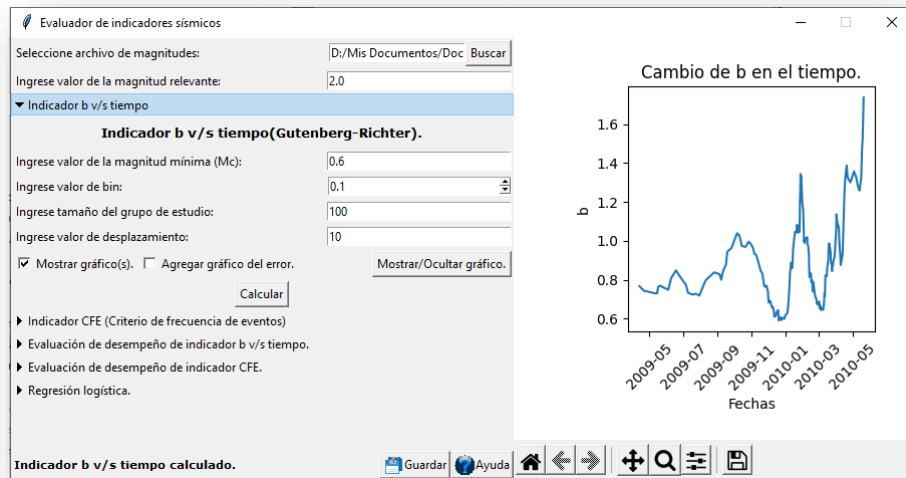 Evaluador de indicadores sísmicos
Seleccione archivo de magnitudes: D:/Mis Documentos/Doc Buscar
Ingrese valor de la magnitud relevante: 2.0
Indicador b v/s tiempo
Indicador b v/s tiempo(Gutenberg-Richter).
Ingrese valor de la magnitud mínima (Mc): 0.6
Ingrese valor de bin: 0.1
Ingrese tamaño del grupo de estudio: 100
Ingrese valor de desplazamiento: 10
Mostrar gráfico(s). Agregar gráfico del error. Mostrar/Ocultar gráfico.
Calcular
Indicador CFE (Criterio de frecuencia de eventos)
Evaluación de desempeño de indicador b v/s tiempo.
Evaluación de desempeño de indicador CFE.
Regresión logística.
Indicador b v/s tiempo calculado. Guardar Ayuda
Cambio de b en el tiempo.
1.6
1.4
1.2
1.0
0.8
0.6
b
2009-05 2009-07 2009-09 2009-11 2010-01 2010-03 2010-05
Fechas